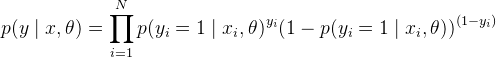 p(y | x, θ) = ∏_{i=1}^{N} p(y_i = 1 | x_i, θ)^{y_i} (1 − p(y_i = 1 | x_i, θ))^{(1−y_i)}